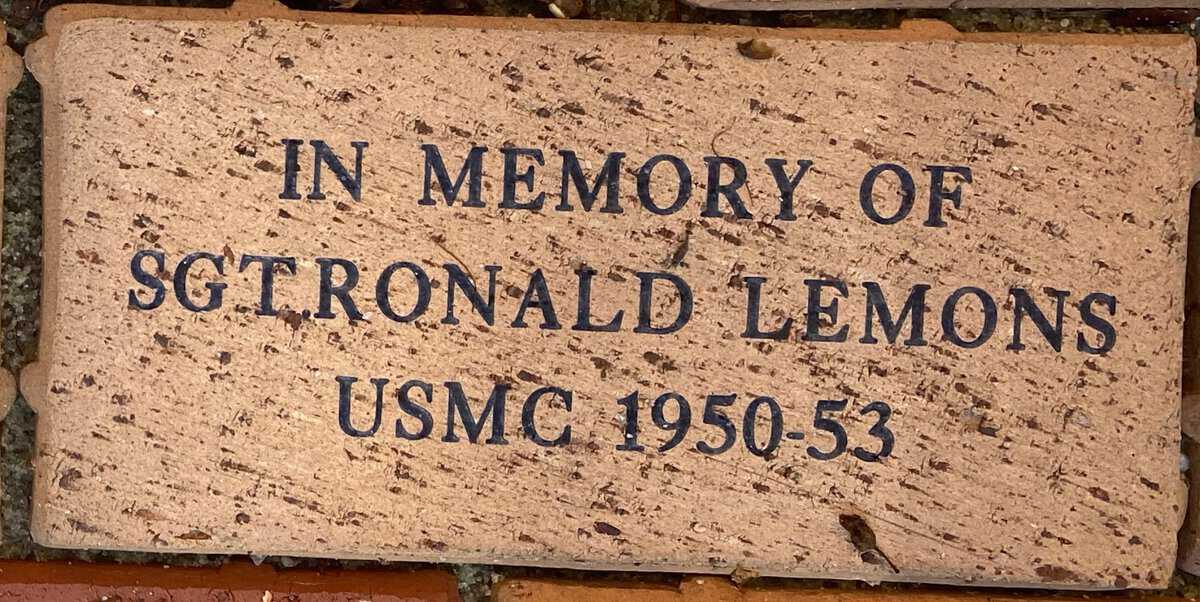 IN MEMORY OF
SGT.RONALD LEMONS
USMC 1950-53